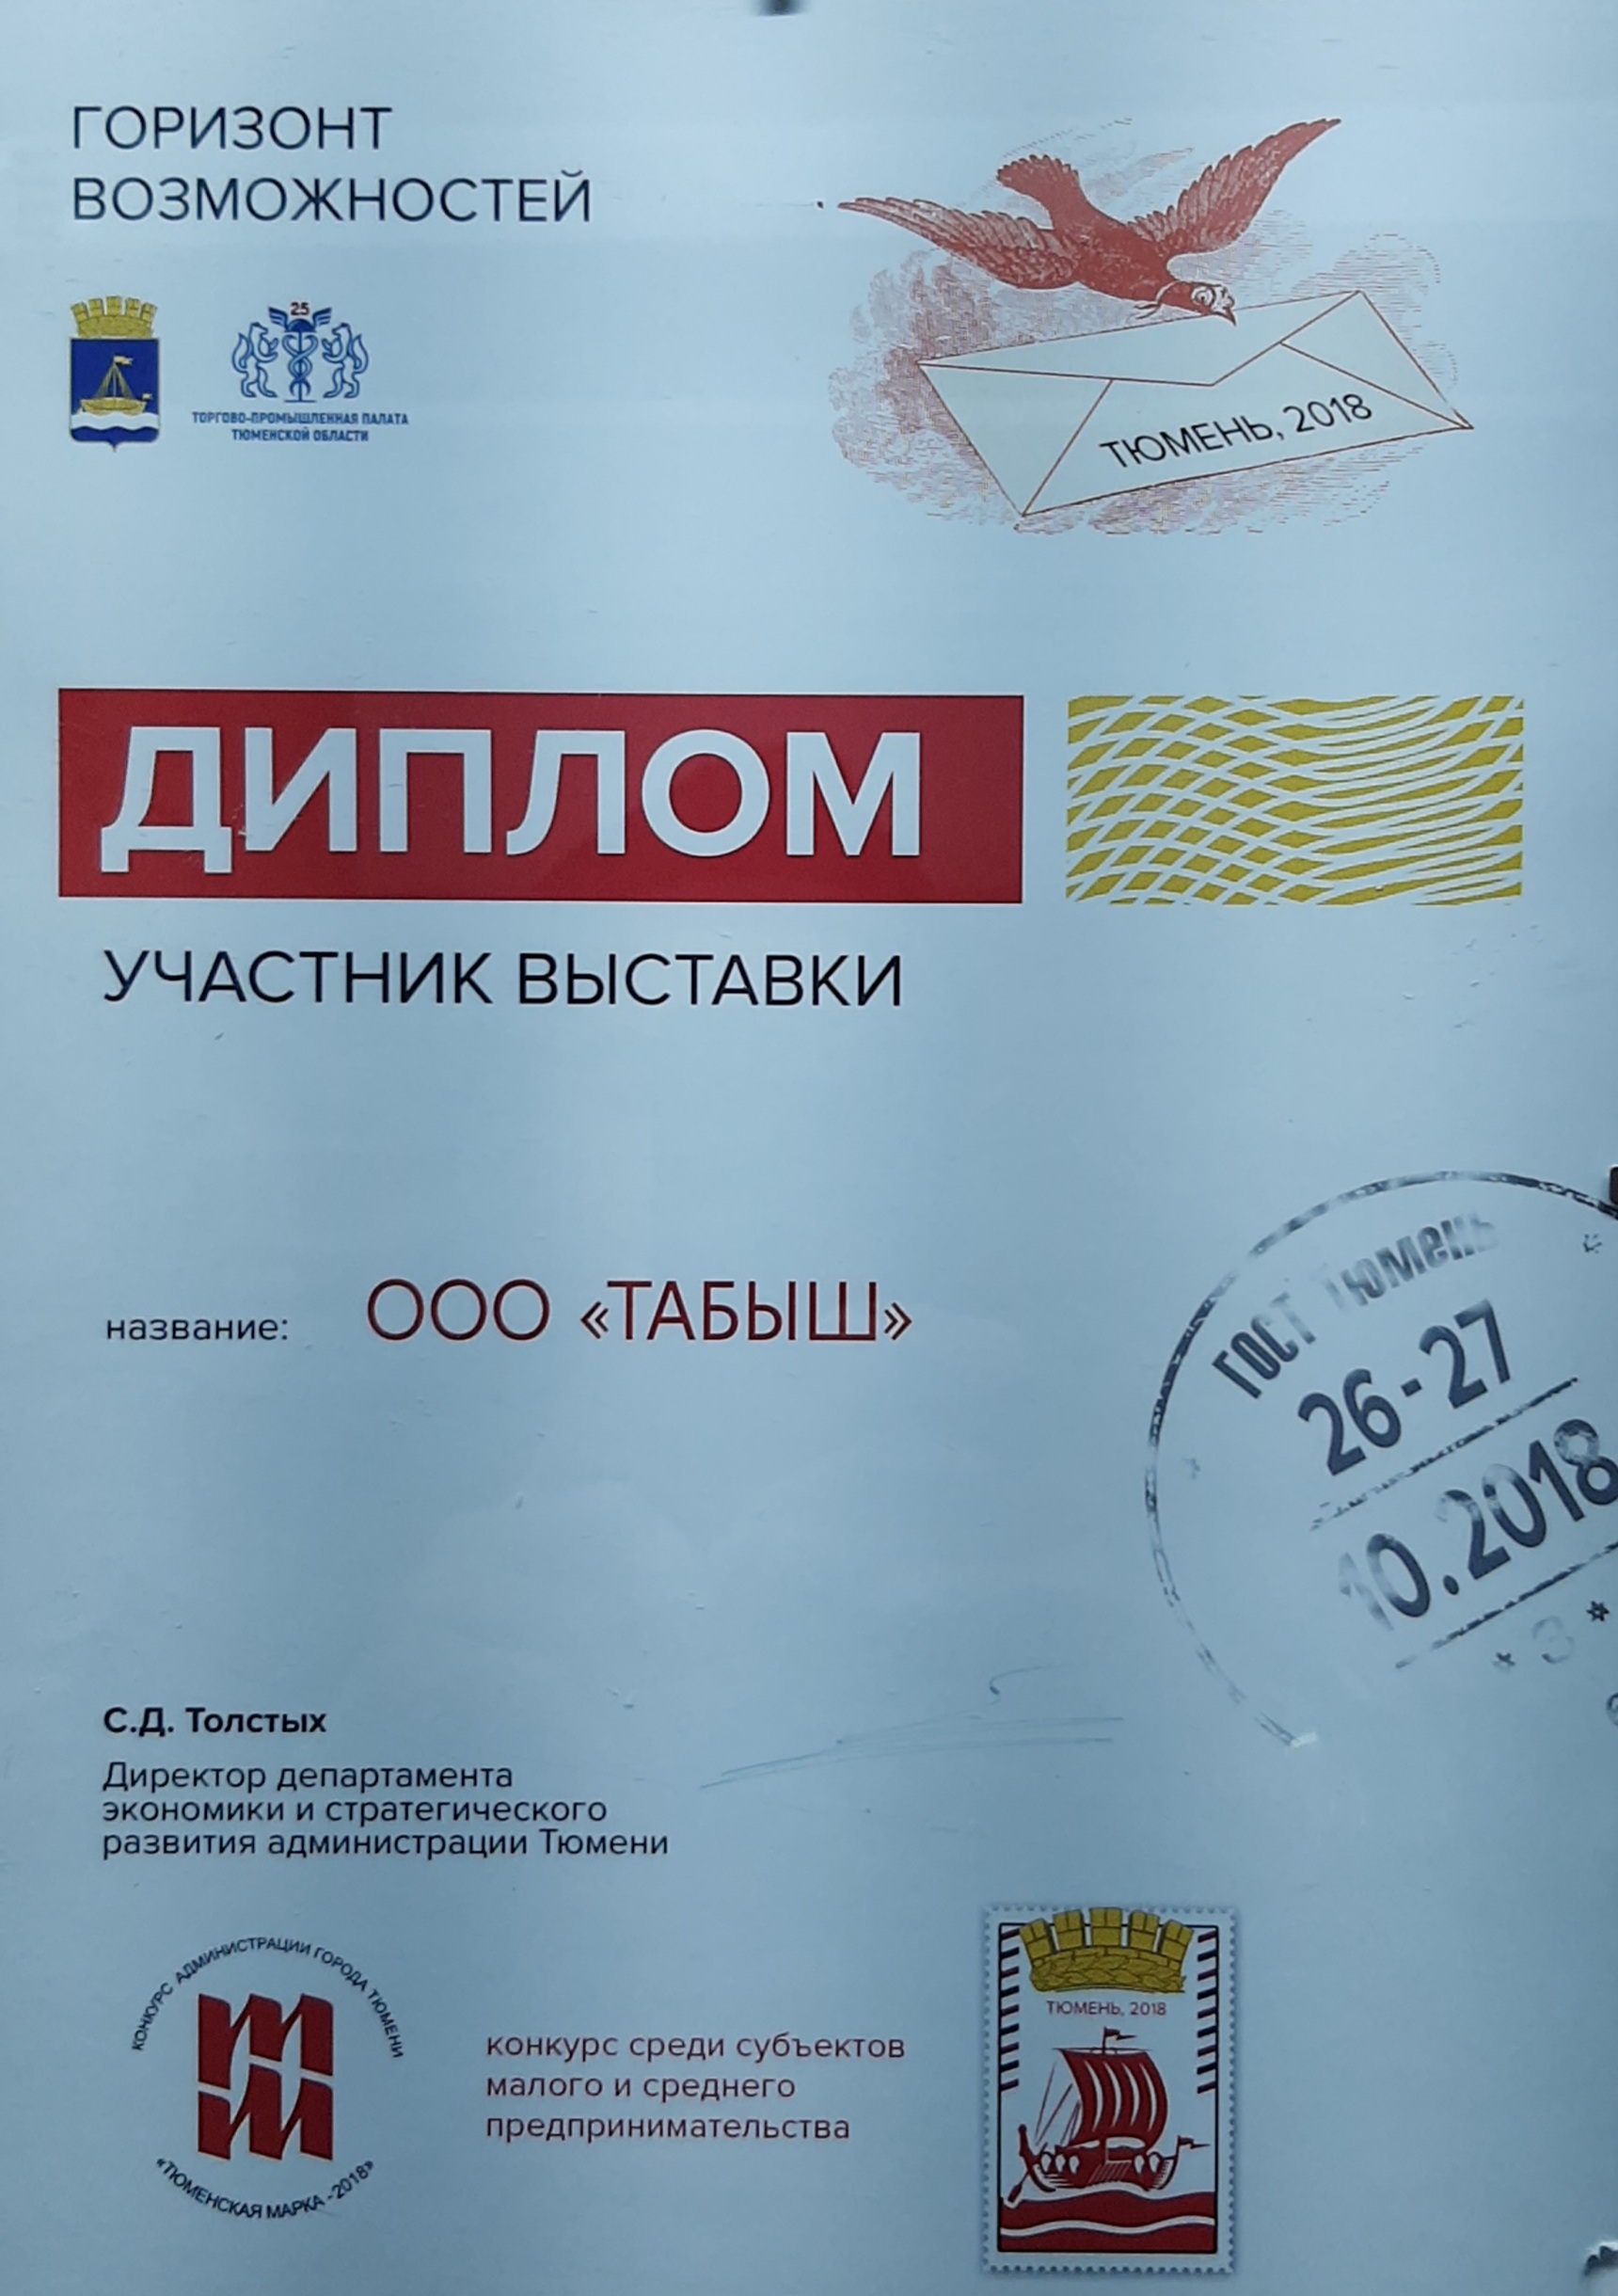 ГОРИЗОНТ
ВОЗМОЖНОСТЕЙ
25
ТОРГОВО-ПРОМЫШЛЕННАЯ ПАЛАТА
ТЮМЕНСКОЙ ОБЛАСТИ
ТЮМЕНЬ, 2018
ДИПЛОМ
УЧАСТНИК ВЫСТАВКИ
название: ООО «ТАБЫШ»
ГОСТ Тюмень
26-27
10.2018
* 3 *
С.Д. Толстых
Директор департамента
экономики и стратегического
развития администрации Тюмени
КОНКУРС АДМИНИСТРАЦИИ ГОРОДА ТЮМЕНИ
«ТЮМЕНСКАЯ МАРКА -2018»
конкурс среди субъектов
малого и среднего
предпринимательства
ТЮМЕНЬ, 2018